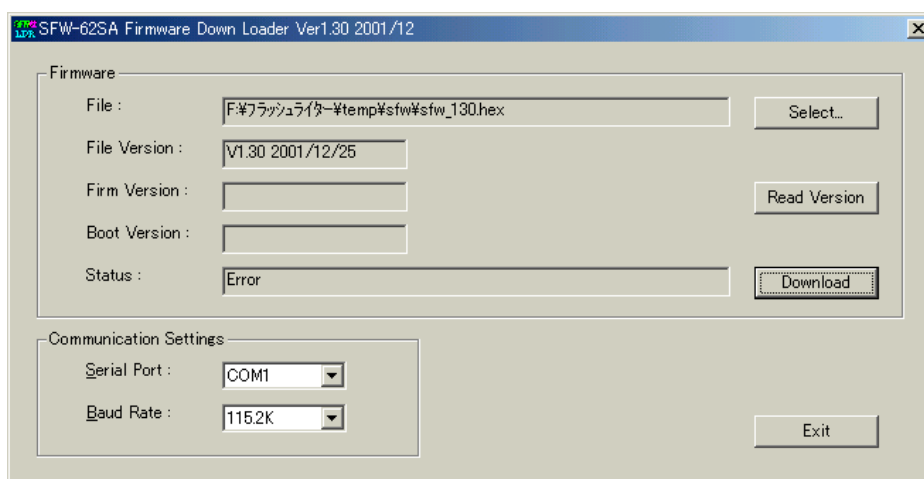 SFW LDR SFW-62SA Firmware Down Loader Ver1.30 2001/12
Firmware
File : F:¥フラッシュライター¥temp¥sfw¥sfw_130.hex Select...
File Version : V1.30 2001/12/25
Firm Version : Read Version
Boot Version :
Status : Error Download
Communication Settings
Serial Port : COM1
Baud Rate : 115.2K
Exit